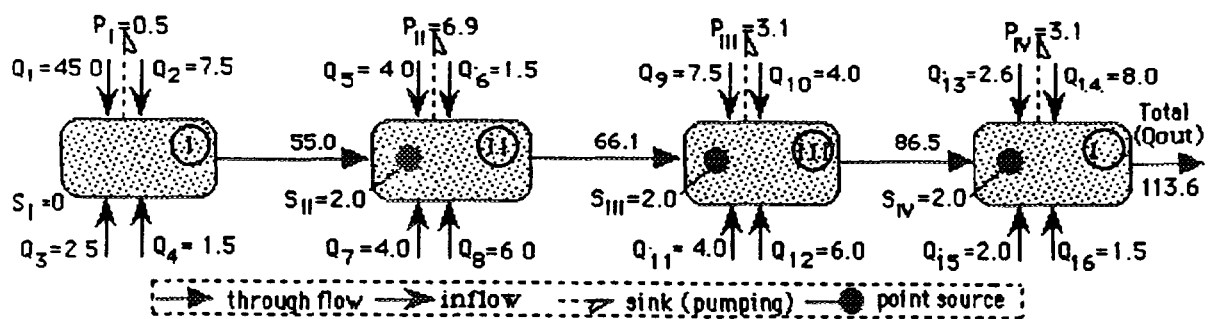 P_I=0.5 P_II=6.9 P_III=3.1 P_IV=3.1
Q_1=45.0 Q_2=7.5 Q_5=4.0 Q_6=1.5 Q_9=7.5 Q_10=4.0 Q_13=2.6 Q_14=8.0
Total
(Qout)
I 55.0 II 66.1 III 86.5 I 113.6
S_I=0 S_II=2.0 S_III=2.0 S_IV=2.0
Q_3=2.5 Q_4=1.5 Q_7=4.0 Q_8=6.0 Q_11=4.0 Q_12=6.0 Q_15=2.0 Q_16=1.5
through flow inflow sink (pumping) point source